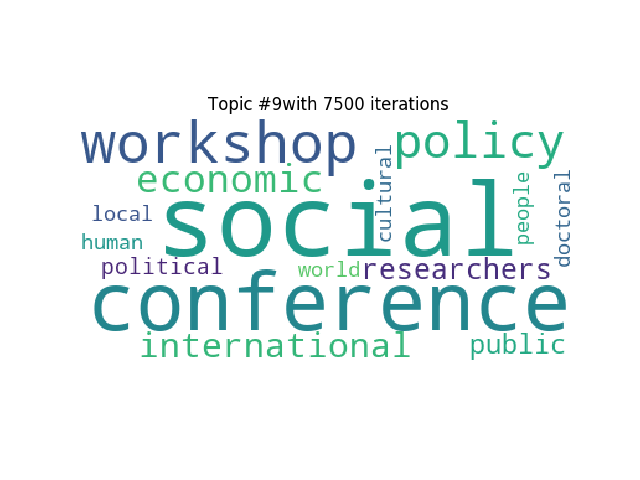 Topic #9with 7500 iterations
workshop
policy
economic
cultural
people
doctoral
local
social
human
political
world
researchers
conference
international
public